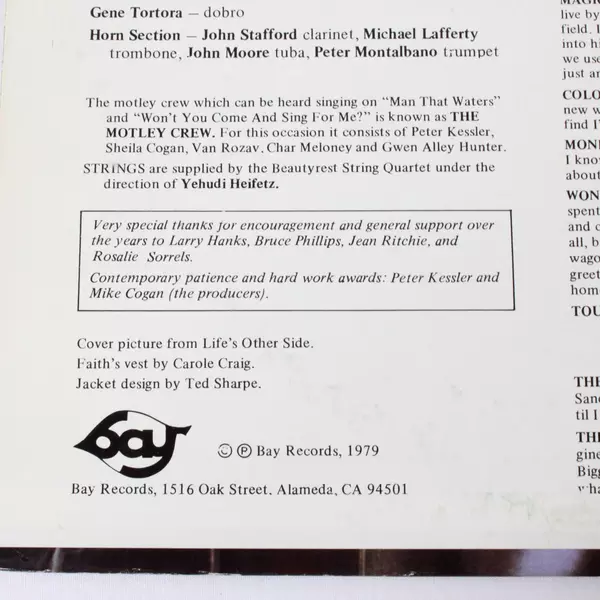 Gene Tortora – dobro
Horn Section – John Stafford clarinet, Michael Lafferty
trombone, John Moore tuba, Peter Montalbano trumpet
The motley crew which can be heard singing on "Man That Waters"
and "Won't You Come And Sing For Me?" is known as THE
MOTLEY CREW. For this occasion it consists of Peter Kessler,
Sheila Cogan, Van Rozay, Char Meloney and Gwen Alley Hunter.
STRINGS are supplied by the Beautyrest String Quartet under the
direction of Yehudi Heifetz.
Very special thanks for encouragement and general support over
the years to Larry Hanks, Bruce Phillips, Jean Ritchie, and
Rosalie Sorrels.
Contemporary patience and hard work awards: Peter Kessler and
Mike Cogan (the producers).
Cover picture from Life's Other Side.
Faith's vest by Carole Craig.
Jacket design by Ted Sharpe.
bay
© ℗ Bay Records, 1979
Bay Records, 1516 Oak Street, Alameda, CA 94501
live by
field. I
into hi
we use
just an
COLO
new w
find I'
MON
I kno
about
WON
spent
and c
all, b
wago
greet
hom
TOU
THE
Sand
til I
TH
gine
Bigg
wha